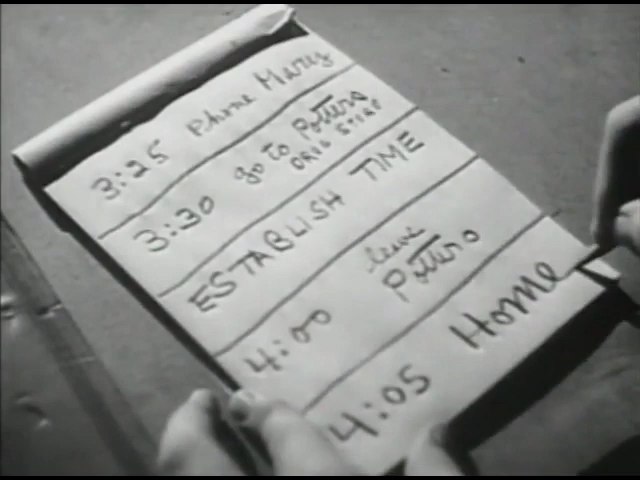 3:25 Phone Mary
3:30 go to Potters
DRUG STORE
ESTABLISH TIME
4:00 leave
Potters
4:05 Home